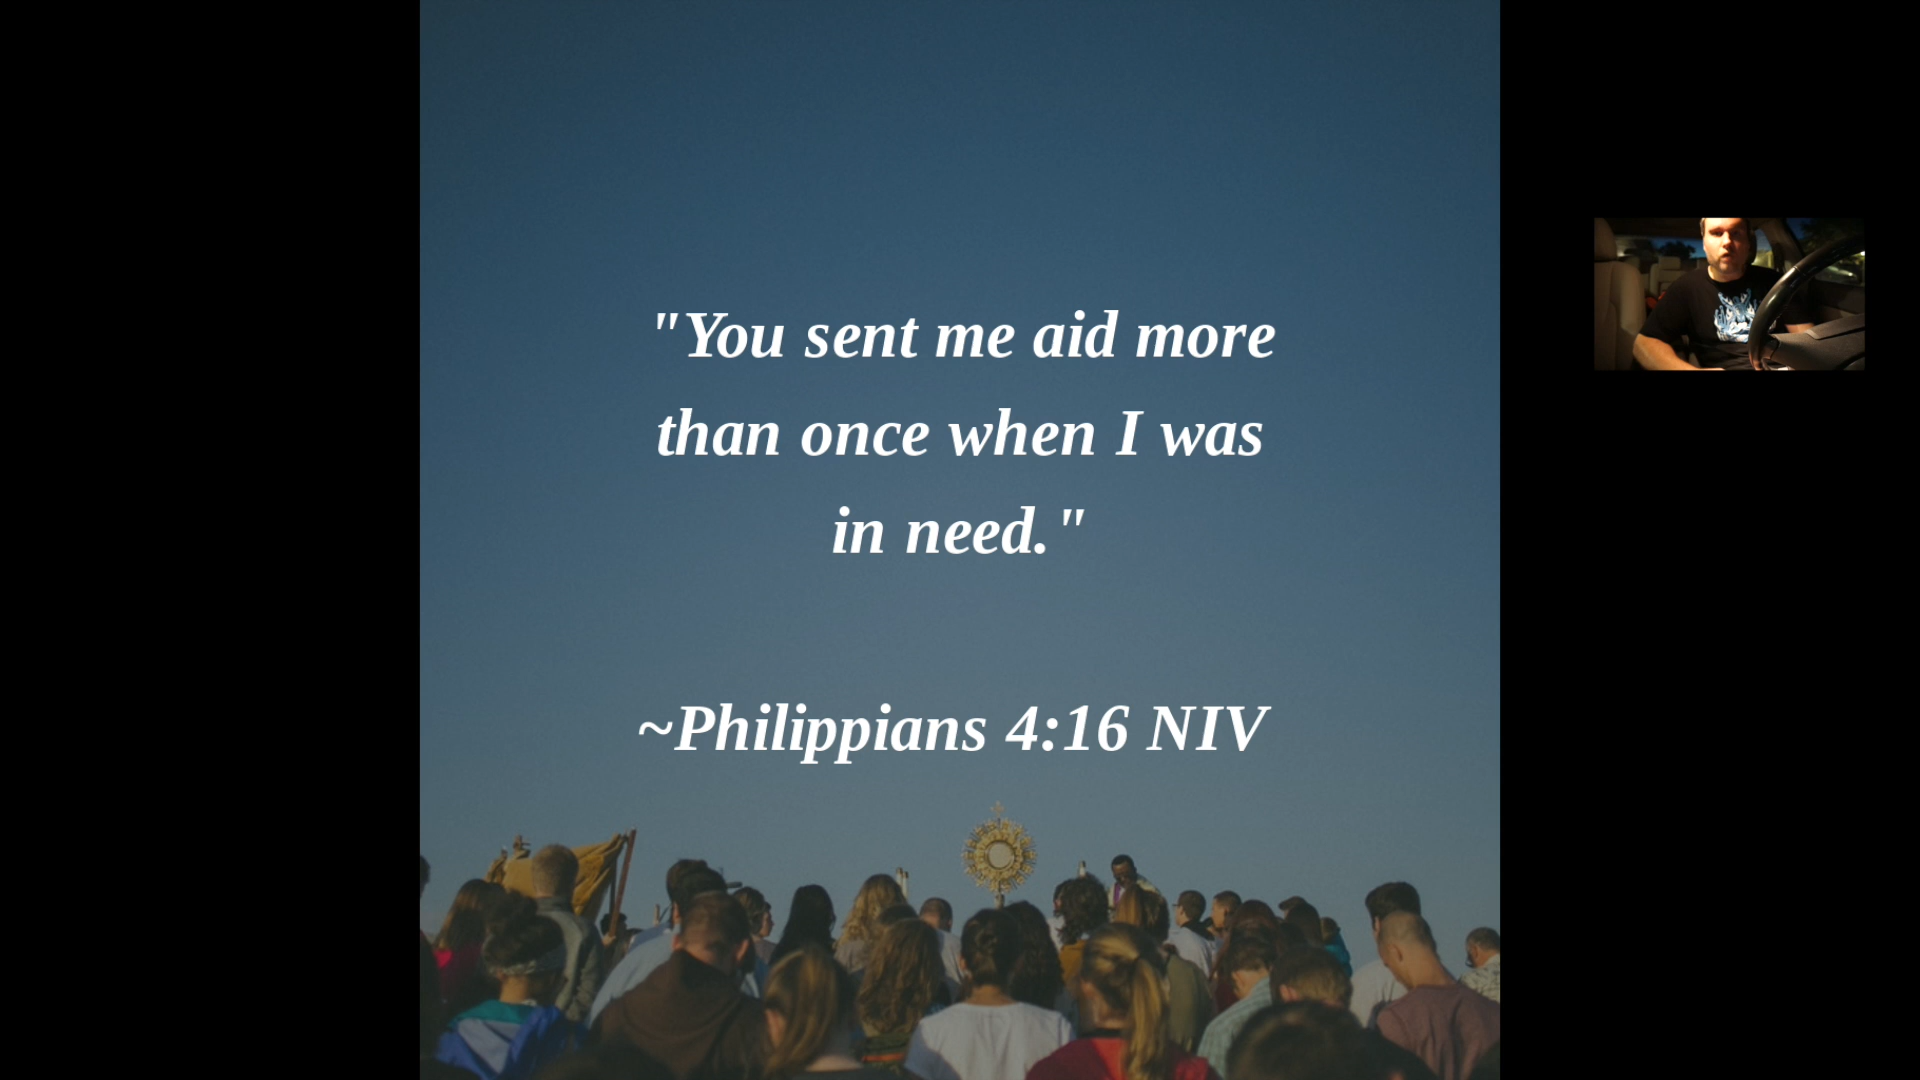 "You sent me aid more
than once when I was
in need."
~Philippians 4:16 NIV